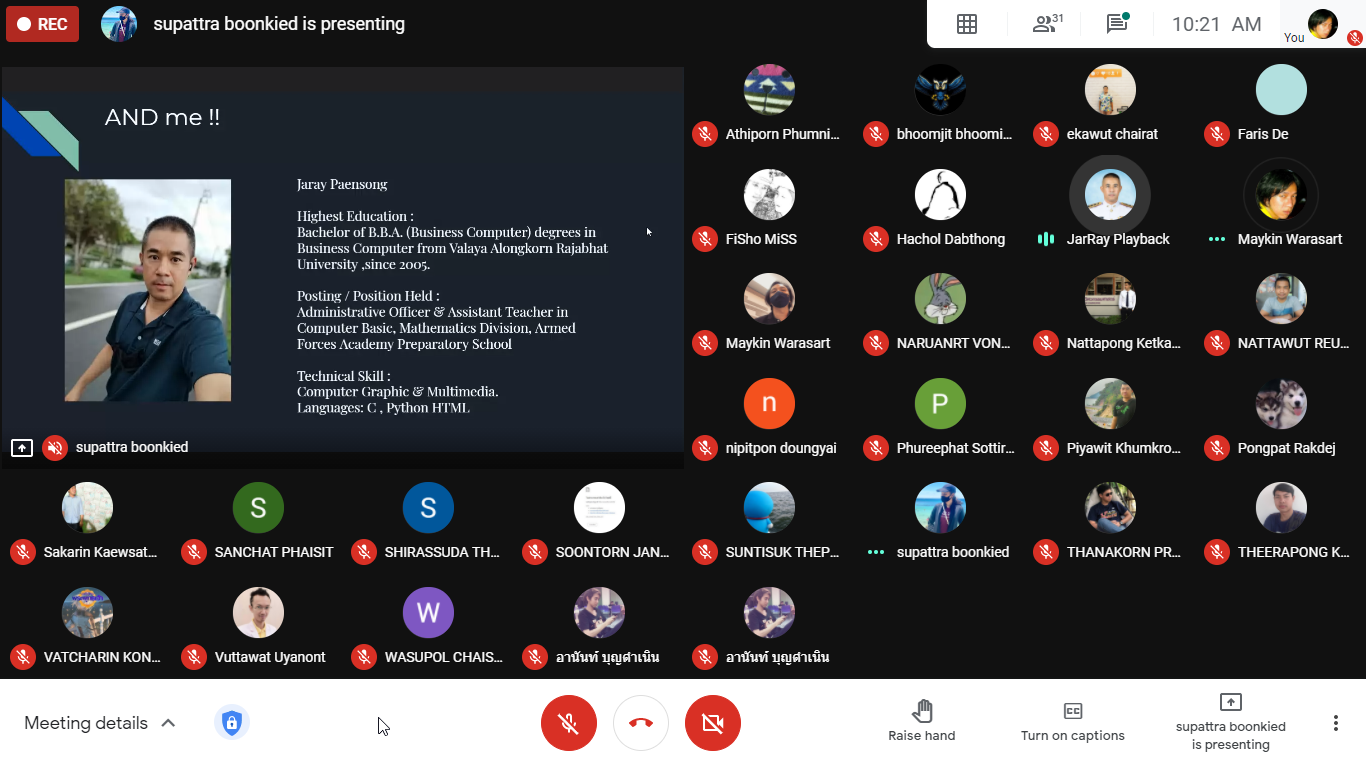 REC
supattra boonkied is presenting
31
10:21 AM
You
AND me !!
Jaray Paensong
Highest Education :
Bachelor of B.B.A. (Business Computer) degrees in
Business Computer from Valaya Alongkorn Rajabhat
University ,since 2005.
Posting / Position Held :
Administrative Officer & Assistant Teacher in
Computer Basic, Mathematics Division, Armed
Forces Academy Preparatory School
Technical Skill :
Computer Graphic & Multimedia.
Languages: C , Python HTML
supattra boonkied
Athiporn Phumni...
bhoomjit bhoomi...
ekawut chairat
Faris De
FiSho MiSS
Hachol Dabthong
JarRay Playback
Maykin Warasart
Maykin Warasart
NARUANRT VON...
Nattapong Ketka...
NATTAWUT REU...
n
P
nipitpon doungyai
Phureephat Sottir...
Piyawit Khumkro...
Pongpat Rakdej
S
S
Sakarin Kaewsat...
SANCHAT PHAISIT
SHIRASSUDA TH...
SOONTORN JAN...
SUNTISUK THEP...
supattra boonkied
THANAKORN PR...
THEERAPONG K...
W
VATCHARIN KON...
Vuttawat Uyanont
WASUPOL CHAIS...
อานันท์ บุญดำเนิน
อานันท์ บุญดำเนิน
Meeting details
Raise hand
CC
Turn on captions
supattra boonkied
is presenting